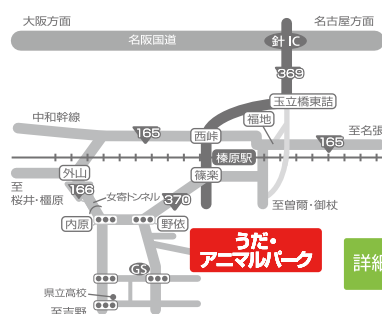 大阪方面
名古屋方面
名阪国道
針IC
369
玉立橋東詰
福地
中和幹線
165
西峠
165
至名張
榛原駅
外山
篠楽
至
桜井・橿原
166
女寄トンネル
370
至曽爾・御杖
内原
野依
うだ・
アニマルパーク
GS
詳細
県立高校
至吉野